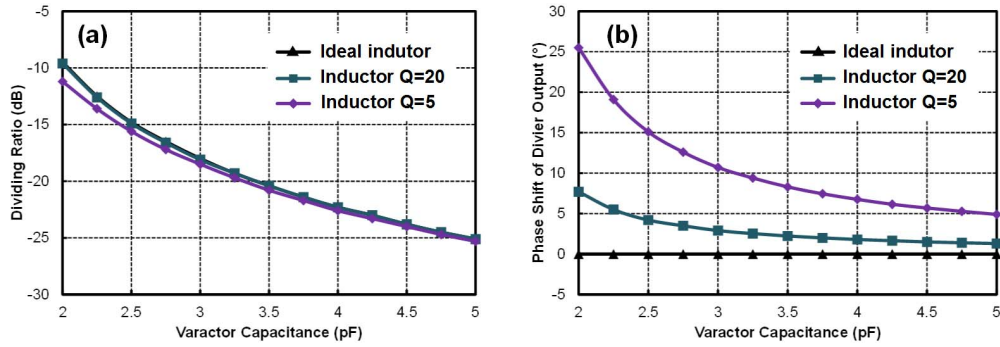 (a)
Ideal indutor
Inductor Q=20
Inductor Q=5
Dividing Ratio (dB)
-5
-10
-15
-20
-25
-30
2
2.5
3
3.5
4
4.5
5
Varactor Capacitance (pF)
(b)
Ideal indutor
Inductor Q=20
Inductor Q=5
Phase Shift of Divier Output (°)
30
25
20
15
10
5
0
-5
2
2.5
3
3.5
4
4.5
5
Varactor Capacitance (pF)